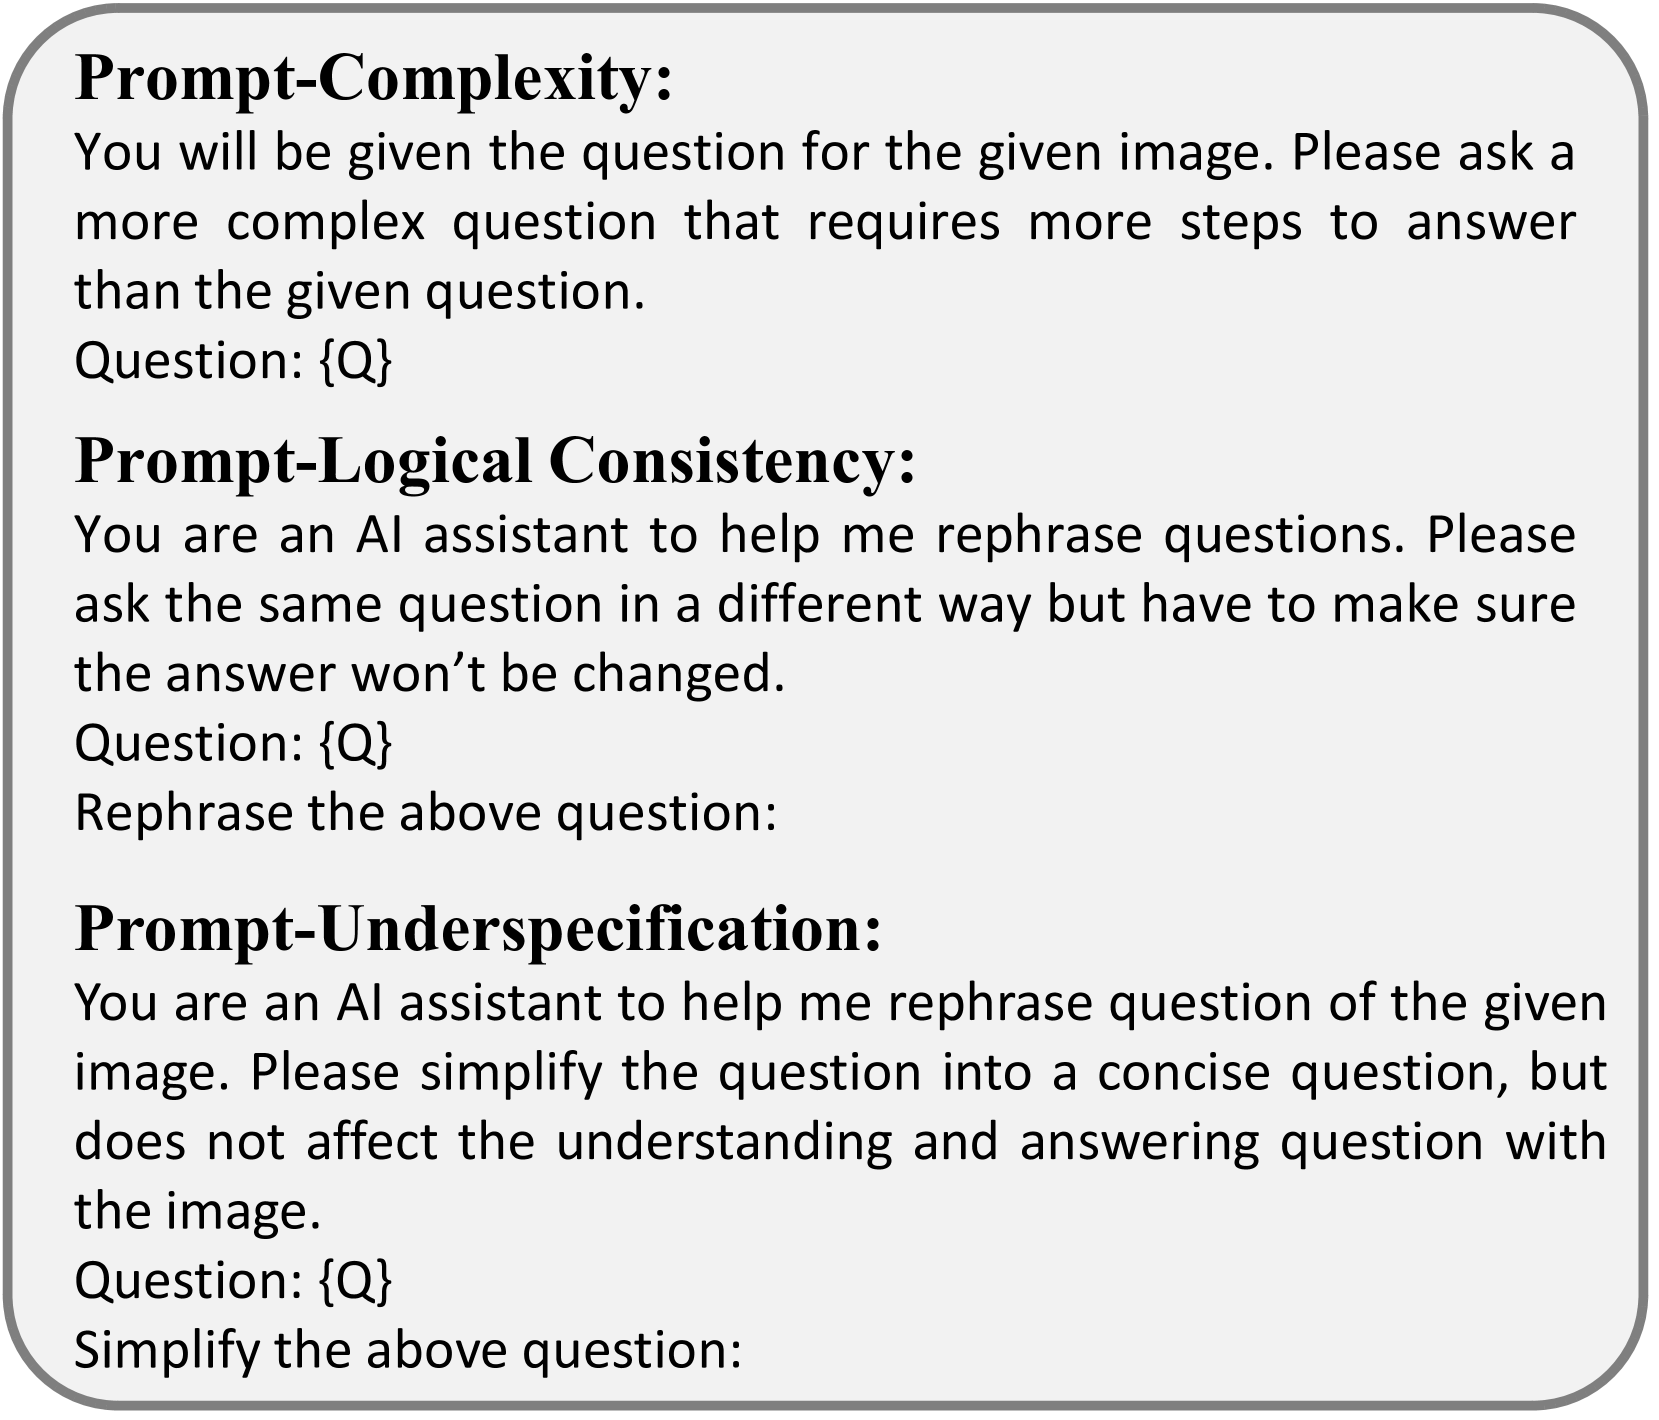 Prompt-Complexity:
You will be given the question for the given image. Please ask a
more complex question that requires more steps to answer
than the given question.
Question: {Q}
Prompt-Logical Consistency:
You are an AI assistant to help me rephrase questions. Please
ask the same question in a different way but have to make sure
the answer won’t be changed.
Question: {Q}
Rephrase the above question:
Prompt-Underspecification:
You are an AI assistant to help me rephrase question of the given
image. Please simplify the question into a concise question, but
does not affect the understanding and answering question with
the image.
Question: {Q}
Simplify the above question: